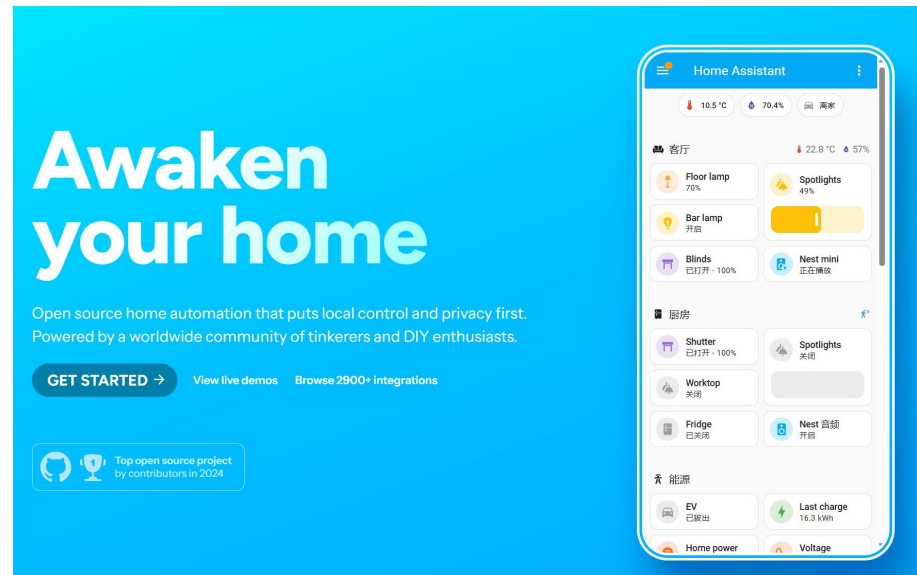 Awaken
your home
Open source home automation that puts local control and privacy first.
Powered by a worldwide community of tinkerers and DIY enthusiasts.
GET STARTED →
View live demos
Browse 2900+ integrations
1
Top open source project
by contributors in 2024
Home Assistant
10.5 °C
70.4%
离家
客厅
22.8 °C
57%
Floor lamp
70%
Spotlights
49%
Bar lamp
开启
Blinds
已打开 · 100%
Nest mini
正在播放
厨房
Shutter
已打开 · 100%
Spotlights
关闭
Worktop
关闭
Fridge
已关闭
Nest 音频
开启
能源
EV
已拔出
Last charge
16.3 kWh
Home power
Voltage